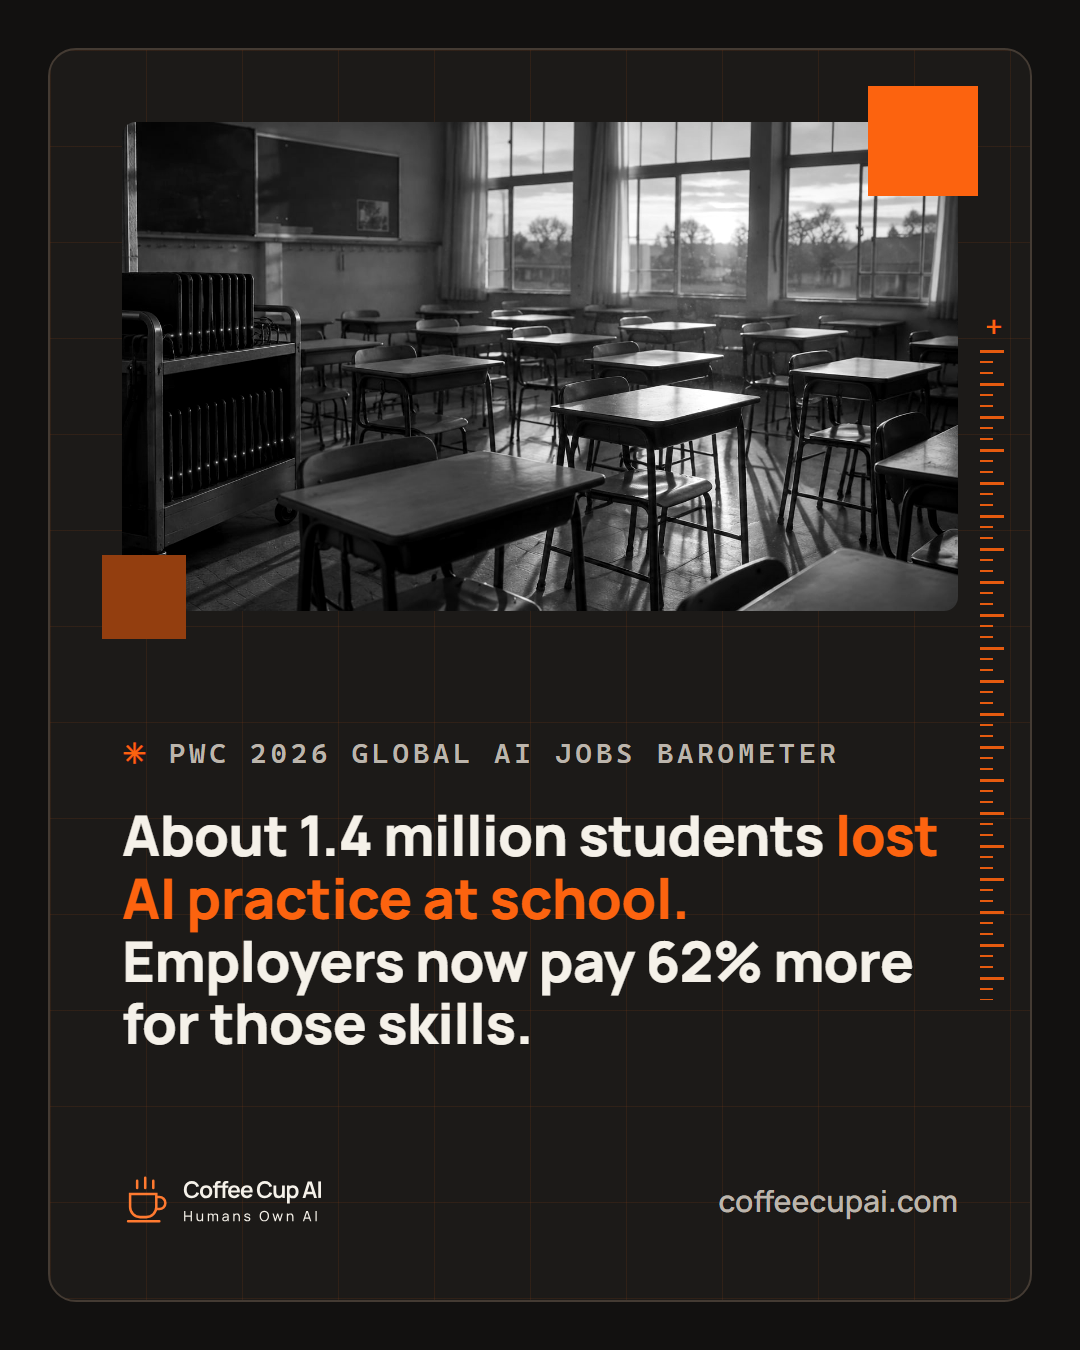 PWC 2026 GLOBAL AI JOBS BAROMETER
About 1.4 million students lost
AI practice at school.
Employers now pay 62% more
for those skills.
Coffee Cup AI
Humans Own AI
coffeecupai.com